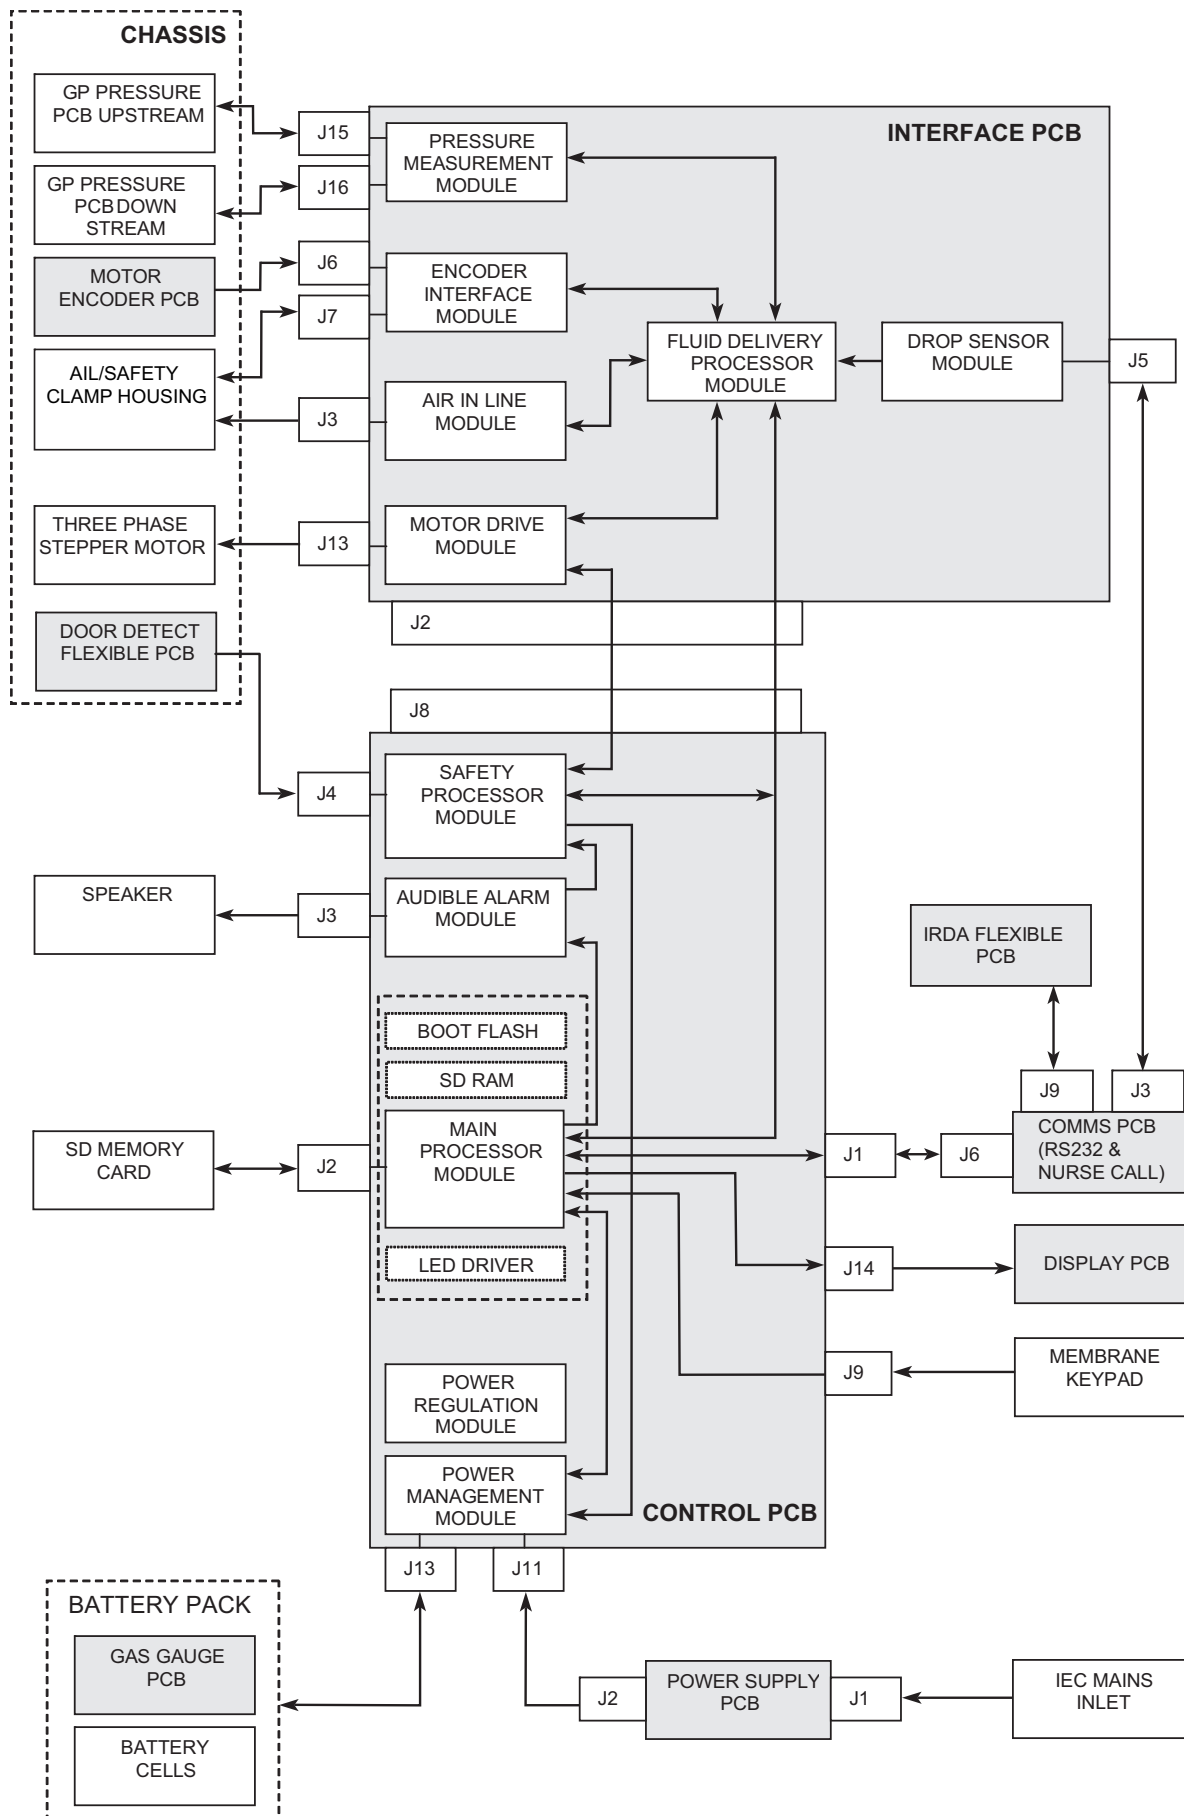 CHASSIS
GP PRESSURE
PCB UPSTREAM
GP PRESSURE
PCB DOWN
STREAM
MOTOR
ENCODER PCB
AIL/SAFETY
CLAMP HOUSING
THREE PHASE
STEPPER MOTOR
DOOR DETECT
FLEXIBLE PCB
J15
J16
J6
J7
J3
J13
INTERFACE PCB
PRESSURE
MEASUREMENT
MODULE
ENCODER
INTERFACE
MODULE
AIR IN LINE
MODULE
MOTOR DRIVE
MODULE
FLUID DELIVERY
PROCESSOR
MODULE
DROP SENSOR
MODULE
J5
J2
J8
J4
SAFETY
PROCESSOR
MODULE
SPEAKER
J3
AUDIBLE ALARM
MODULE
BOOT FLASH
SD RAM
SD MEMORY
CARD
J2
MAIN
PROCESSOR
MODULE
LED DRIVER
IRDA FLEXIBLE
PCB
J9
J3
J1
J6
COMMS PCB
(RS232 &
NURSE CALL)
J14
DISPLAY PCB
J9
MEMBRANE
KEYPAD
POWER
REGULATION
MODULE
POWER
MANAGEMENT
MODULE
CONTROL PCB
J13
J11
BATTERY PACK
GAS GAUGE
PCB
BATTERY
CELLS
J2
POWER SUPPLY
PCB
J1
IEC MAINS
INLET